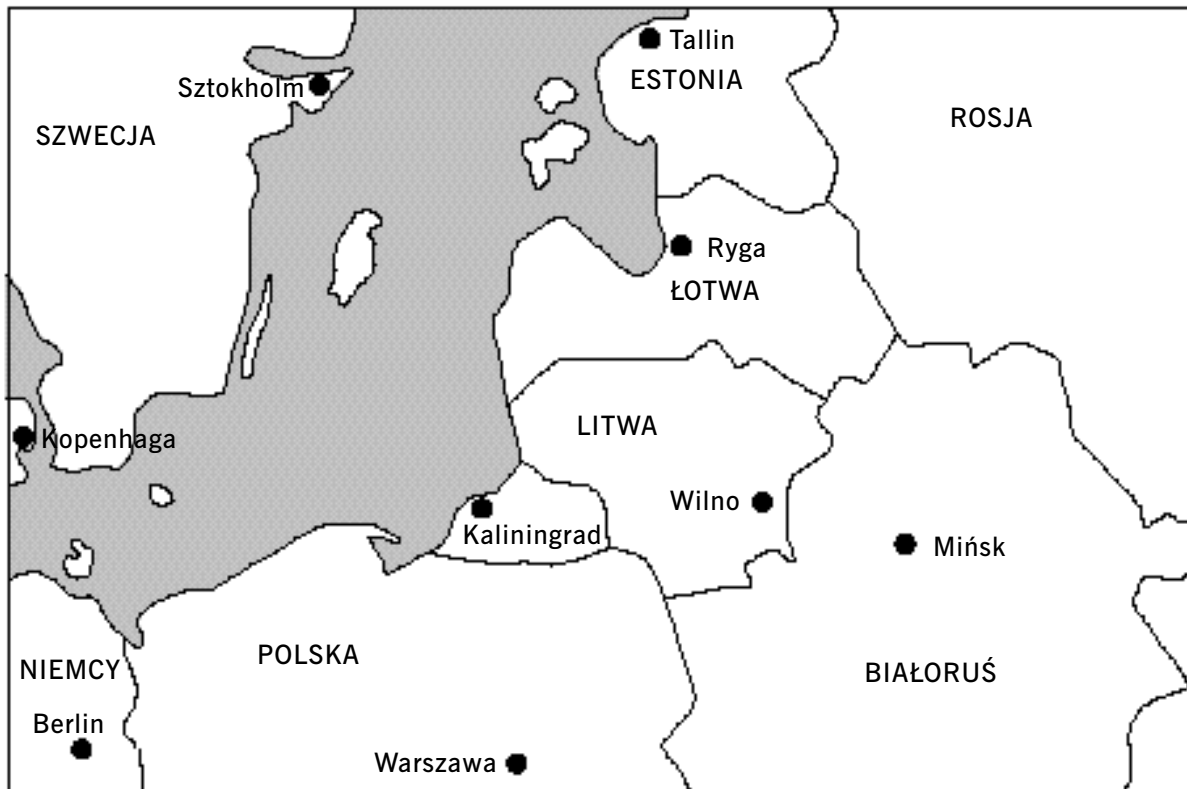 Tallin
ESTONIA
Sztokholm
SZWECJA
ROSJA
Ryga
ŁOTWA
LITWA
Kopenhaga
Wilno
Kaliningrad
Mińsk
POLSKA
NIEMCY
BIAŁORUŚ
Berlin
Warszawa